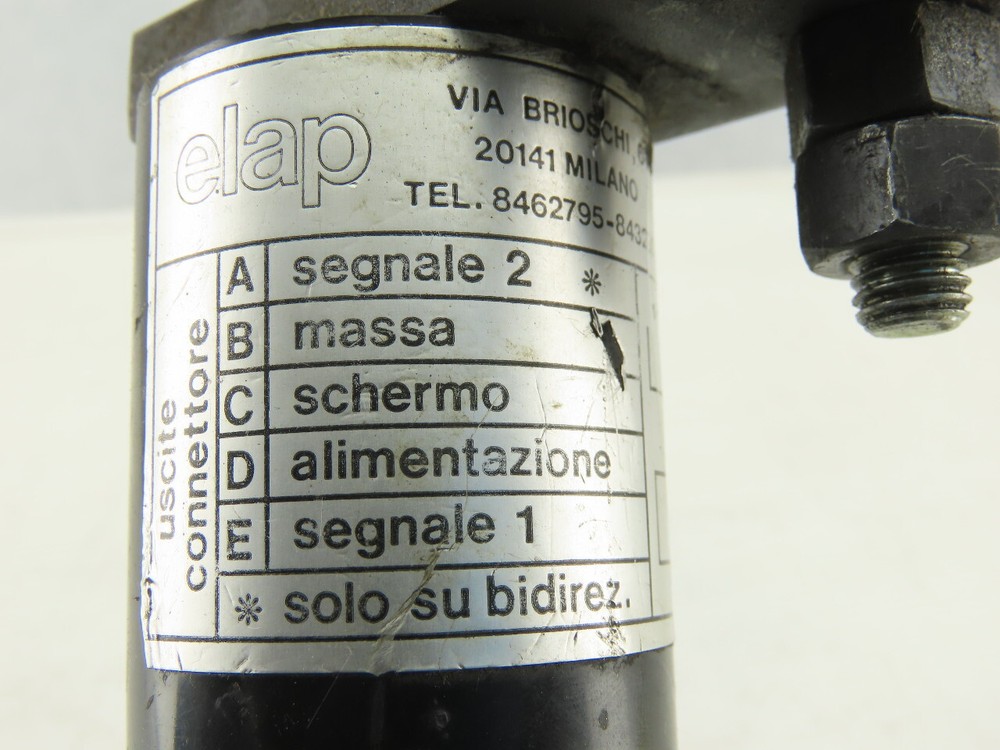 elap
VIA BRIOSCHI,
20141 MILANO
TEL. 8462795-8432
uscite
connettore
A segnale 2 *
B massa
C schermo
D alimentazione
E segnale 1
* solo su bidirez.